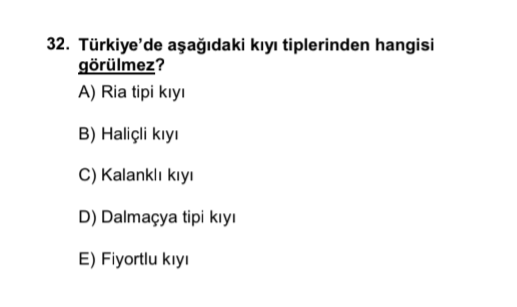 32. Türkiye’de aşağıdaki kıyı tiplerinden hangisi
görülmez?
A) Ria tipi kıyı
B) Haliçli kıyı
C) Kalanklı kıyı
D) Dalmaçya tipi kıyı
E) Fiyortlu kıyı